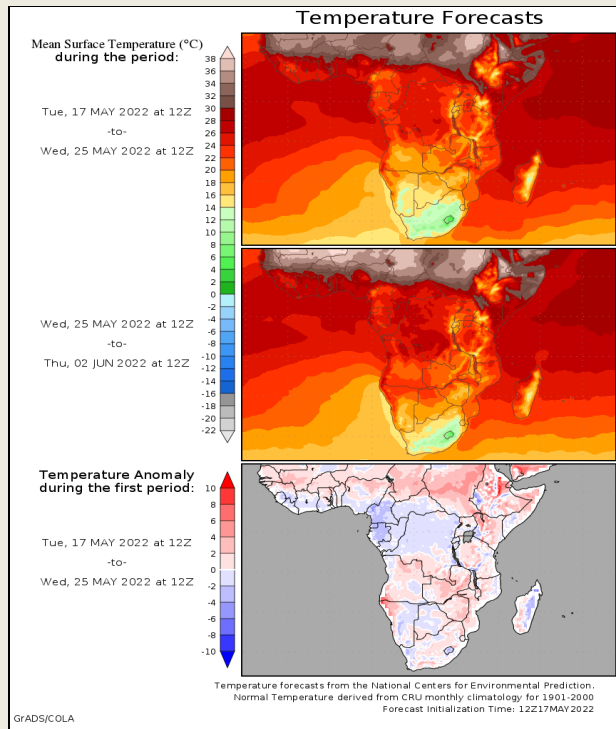 Temperature Forecasts
Mean Surface Temperature (°C)
during the period:
38
36
34
32
30
28
26
24
22
20
18
16
14
12
10
8
6
4
2
0
-2
-4
-6
-8
-10
-12
-14
-16
-18
-20
-22
Tue, 17 MAY 2022 at 12Z
-to-
Wed, 25 MAY 2022 at 12Z
Wed, 25 MAY 2022 at 12Z
-to-
Thu, 02 JUN 2022 at 12Z
Temperature Anomaly
during the first period:
10
8
6
4
2
0
-2
-4
-6
-8
-10
Tue, 17 MAY 2022 at 12Z
-to-
Wed, 25 MAY 2022 at 12Z
Temperature forecasts from the National Centers for Environmental Prediction.
Normal Temperature derived from CRU monthly climatology for 1901-2000
Forecast Initialization Time: 12Z17MAY2022
GrADS/COLA